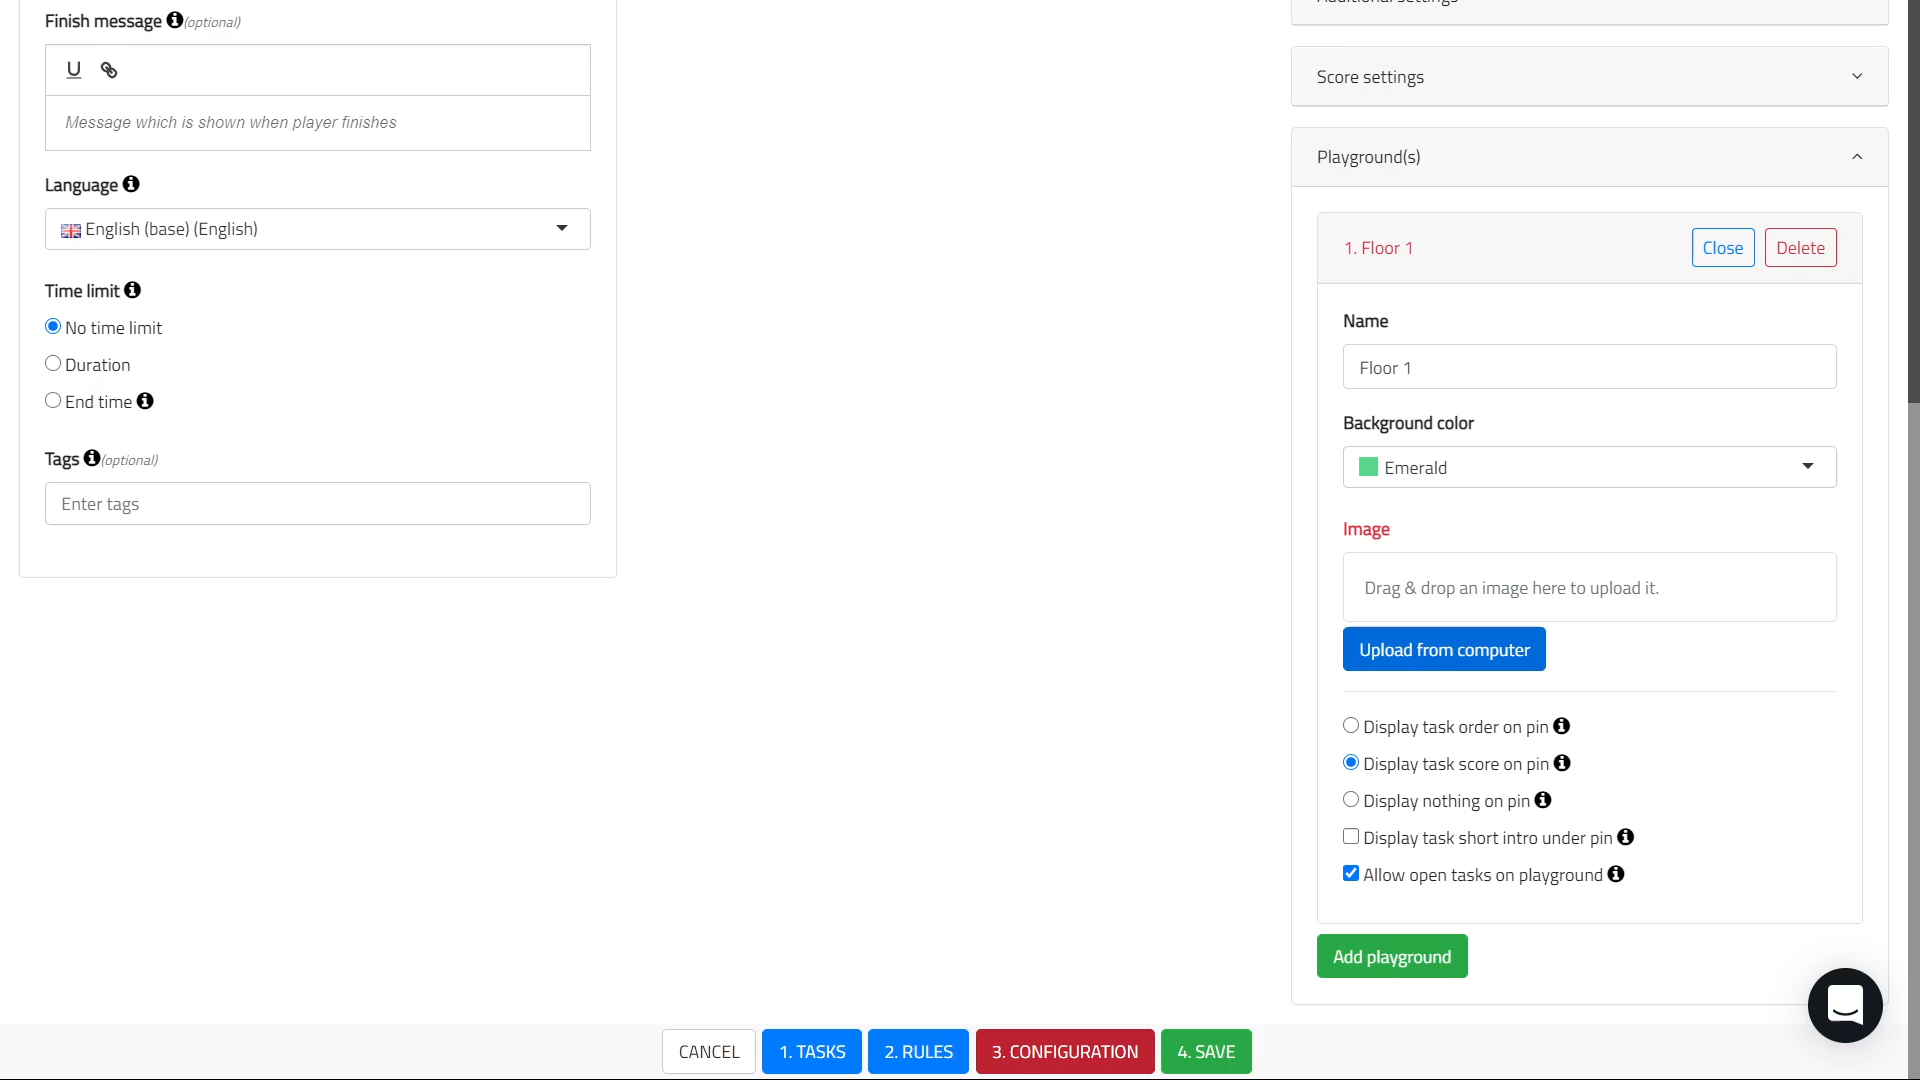 Finish message (optional)
Message which is shown when player finishes
Language
English (base) (English)
Time limit
No time limit
Duration
End time
Tags (optional)
Enter tags
Additional settings
Score settings
Playground(s)
1. Floor 1
Close
Delete
Name
Floor 1
Background color
Emerald
Image
Drag & drop an image here to upload it.
Upload from computer
Display task order on pin
Display task score on pin
Display nothing on pin
Display task short intro under pin
Allow open tasks on playground
Add playground
CANCEL
1. TASKS
2. RULES
3. CONFIGURATION
4. SAVE